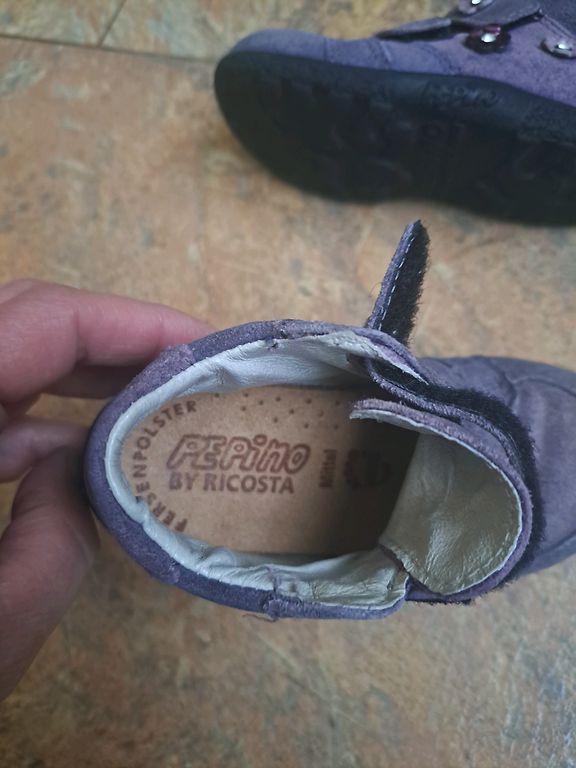 FERSENPOLSTER
PEPino
BY RICOSTA
Mittel